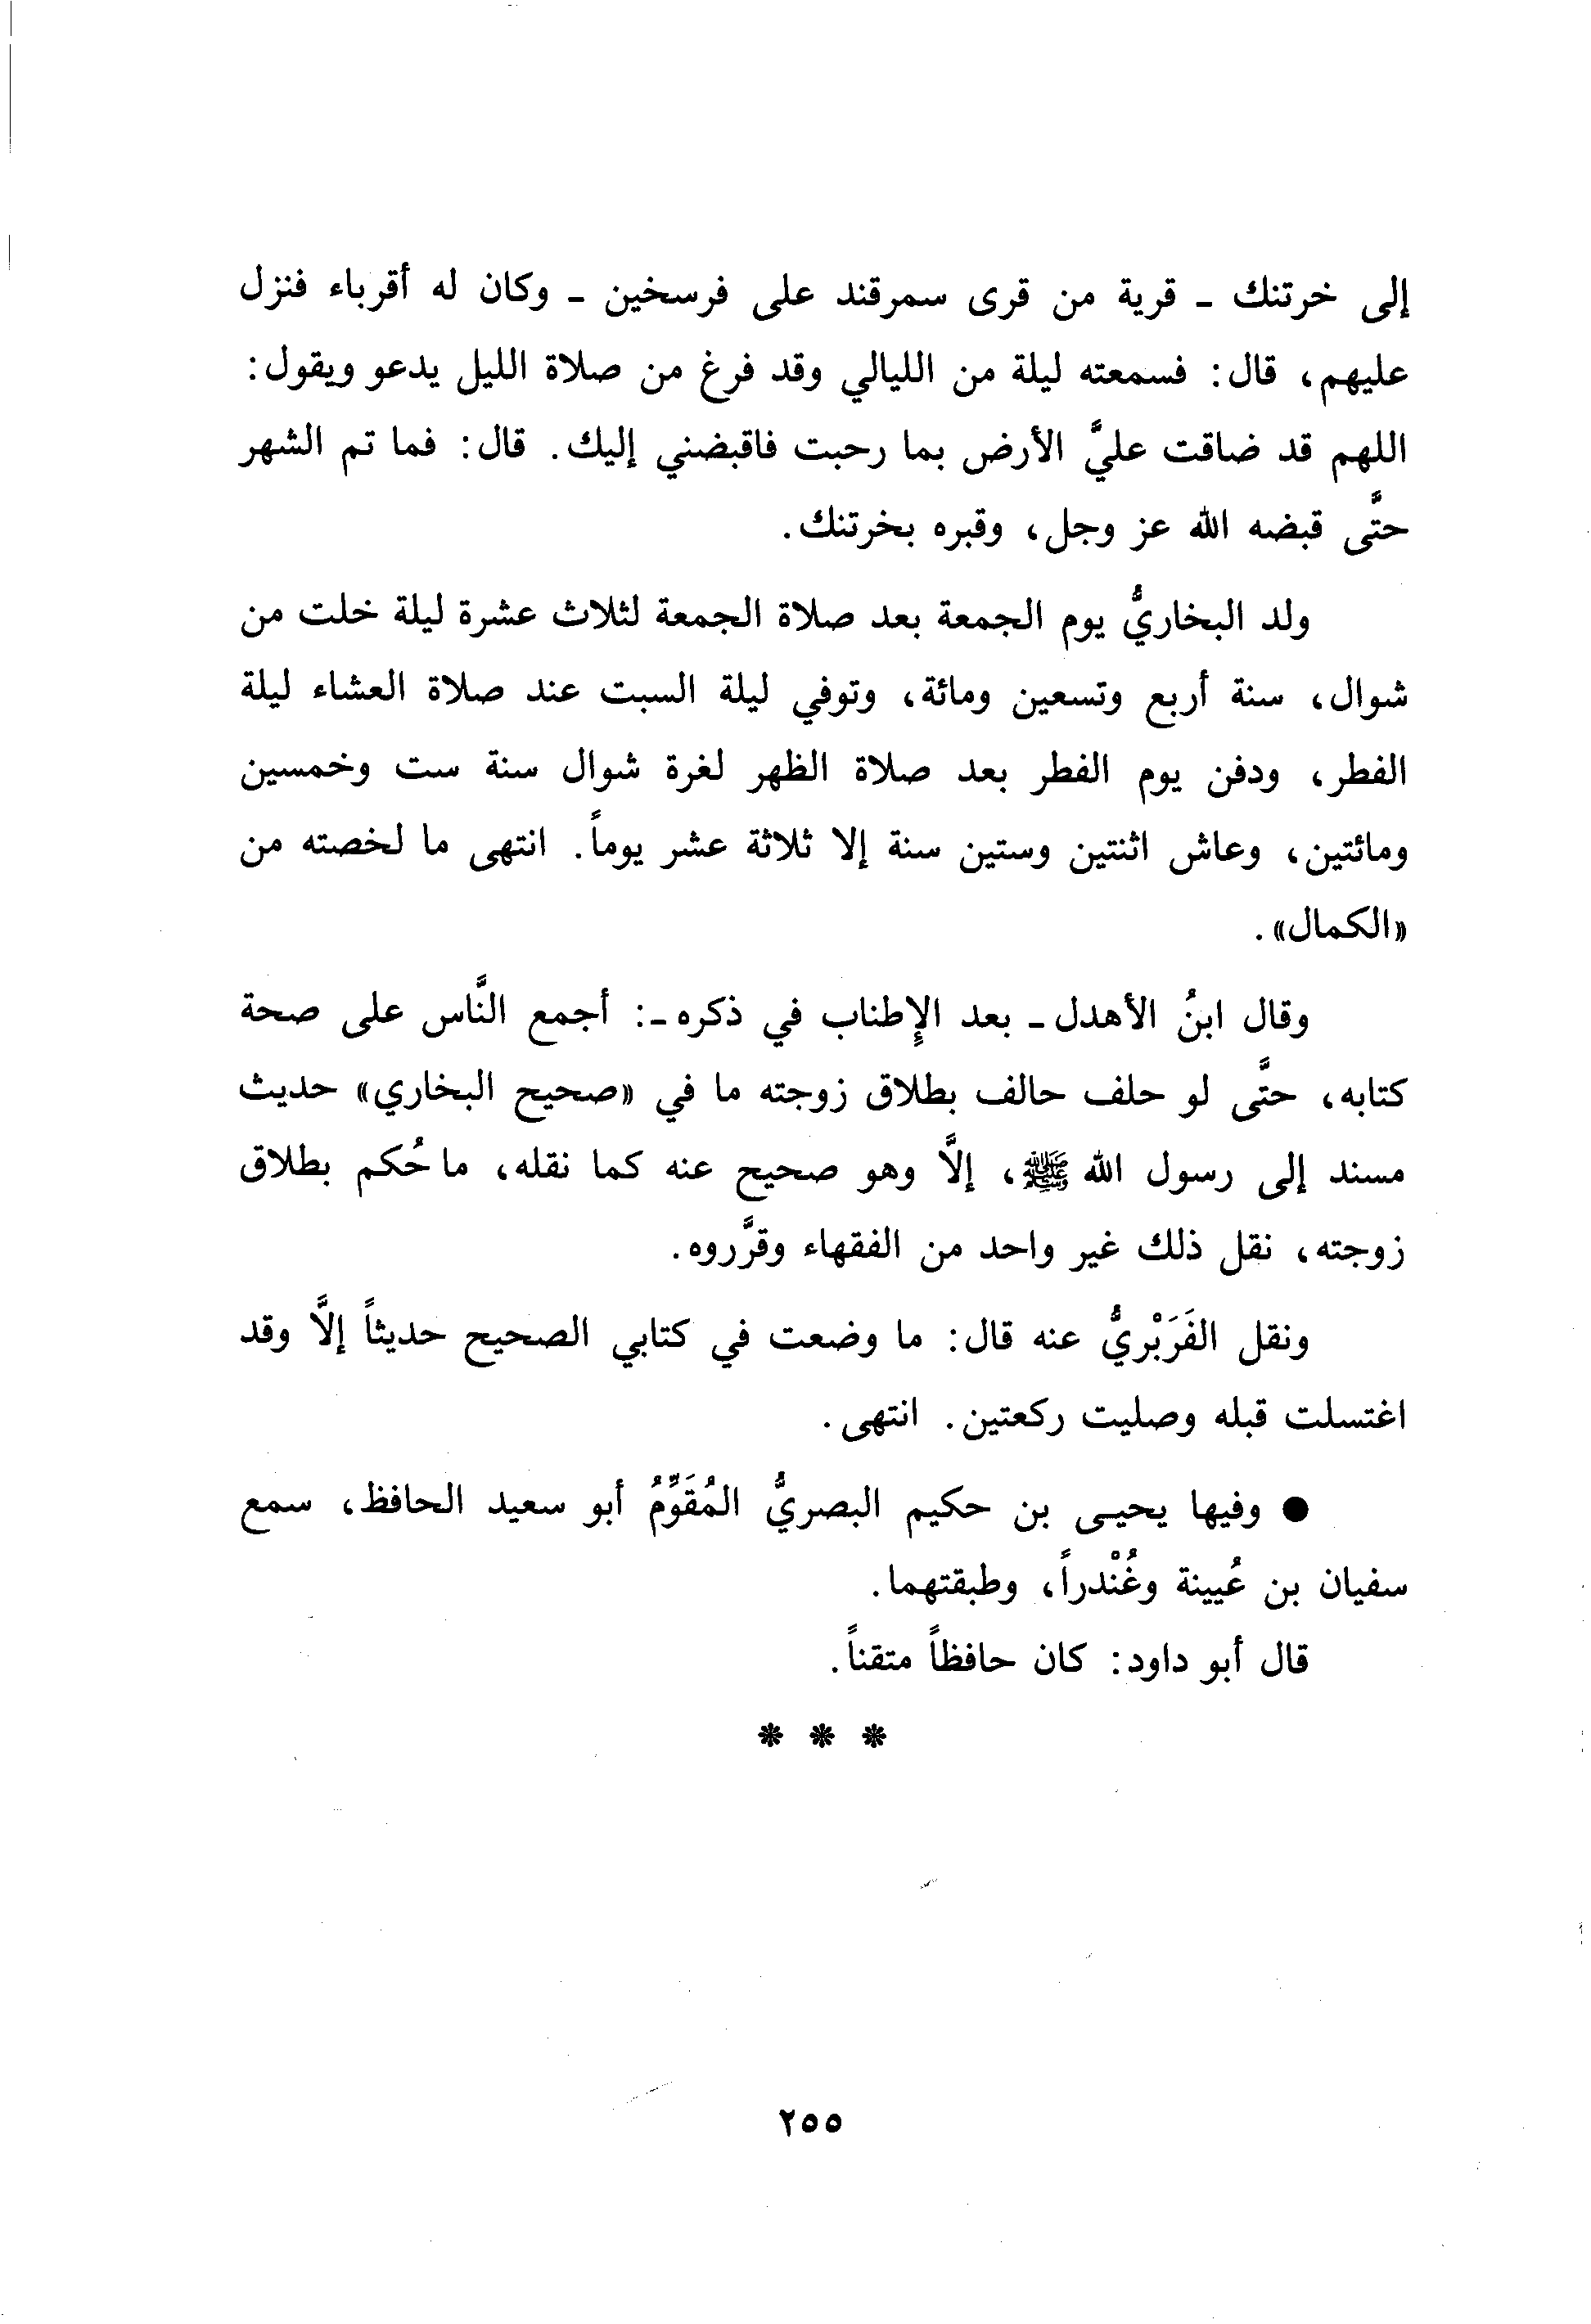 إلى خرتنك - قرية من قرى سمرقند على فرسخين - وكان له أقرباء فنزل
عليهم، قال: فسمعته ليلة من الليالي وقد فرغ من صلاة الليل يدعو ويقول:
اللهم قد ضاقت عليَّ الأرض بما رحبت فاقبضني إليك. قال: فما تم الشهر
حتَّى قبضه الله عز وجل، وقبره بخرتنك.
ولد البخاريُّ يوم الجمعة بعد صلاة الجمعة لثلاث عشرة ليلة خلت من
شوال، سنة أربع وتسعين ومائة، وتوفي ليلة السبت عند صلاة العشاء ليلة
الفطر، ودفن يوم الفطر بعد صلاة الظهر لغرة شوال سنة ست وخمسين
ومائتين، وعاش اثنتين وستين سنة إلا ثلاثة عشر يوماً. انتهى ما لخصته من
«الكمال».
وقال ابنُ الأهدل - بعد الإِطناب في ذكره -: أجمع النَّاس على صحة
كتابه، حتَّى لو حلف حالف بطلاق زوجته ما في «صحيح البخاري» حديث
مسند إلى رسول الله ﷺ، إلاَّ وهو صحيح عنه كما نقله، ما حُكم بطلاق
زوجته، نقل ذلك غير واحد من الفقهاء وقرَّروه.
ونقل الفَرَبْريُّ عنه قال: ما وضعت في كتابي الصحيح حديثاً إلاَّ وقد
اغتسلت قبله وصليت ركعتين. انتهى.
● وفيها يحيى بن حكيم البصريُّ المُقَوِّمُ أبو سعيد الحافظ، سمع
سفيان بن عُيينة وغُنْدراً، وطبقتهما.
قال أبو داود: كان حافظاً متقناً.
* * *
٢٥٥